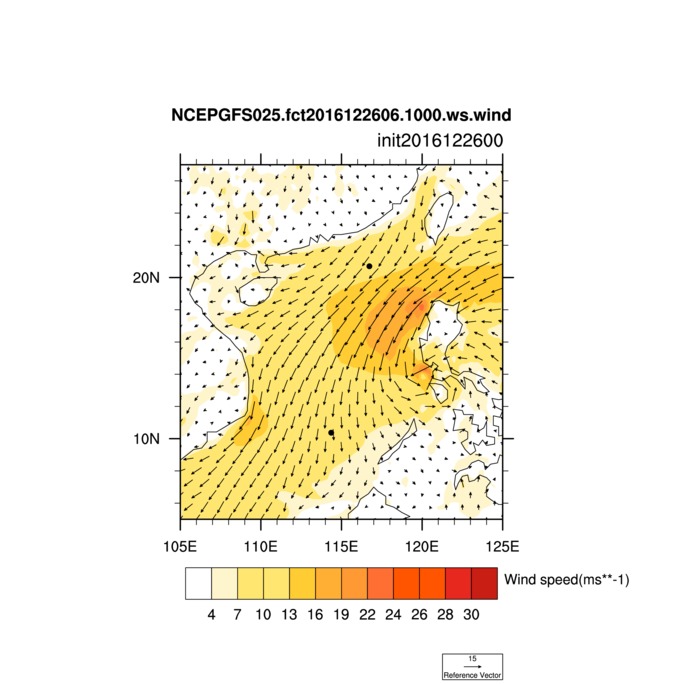 NCEPGFS025.fct2016122606.1000.ws.wind
init2016122600
20N
10N
105E 110E 115E 120E 125E
4 7 10 13 16 19 22 24 26 28 30
Wind speed(ms**-1)
15
Reference Vector